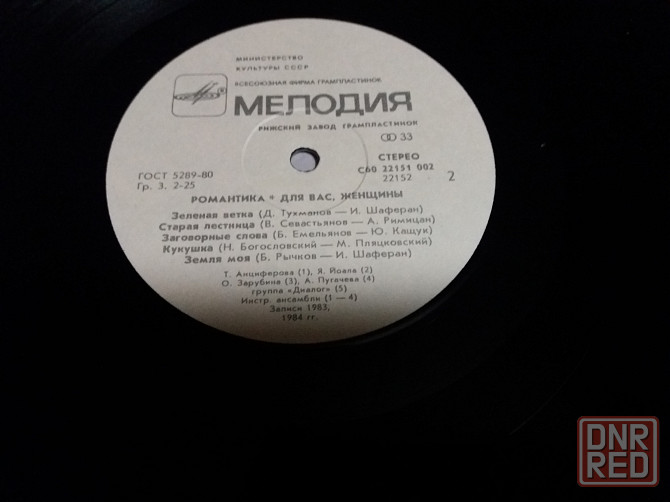 МИНИСТЕРСТВО
КУЛЬТУРЫ СССР
ВСЕСОЮЗНАЯ ФИРМА ГРАМПЛАСТИНОК
МЕЛОДИЯ
РИЖСКИЙ ЗАВОД ГРАМПЛАСТИНОК
33
ГОСТ 5289-80
Гр. 3. 2-25
СТЕРЕО
С60 22151 002
22152
2
РОМАНТИКА * ДЛЯ ВАС, ЖЕНЩИНЫ
Зеленая ветка (Д. Тухманов — И. Шаферан)
Старая лестница (В. Севастьянов — А. Римицан)
Заговорные слова (Б. Емельянов — Ю. Кащук)
Кукушка (Н. Богословский — М. Пляцковский)
Земля моя (Б. Рычков — И. Шаферан)
Т. Анциферова (1), Я. Йоала (2)
О. Зарубина (3), А. Пугачева (4)
группа «Диалог» (5)
Инстр. ансамбли (1 — 4)
Записи 1983,
1984 гг.
DNR
RED